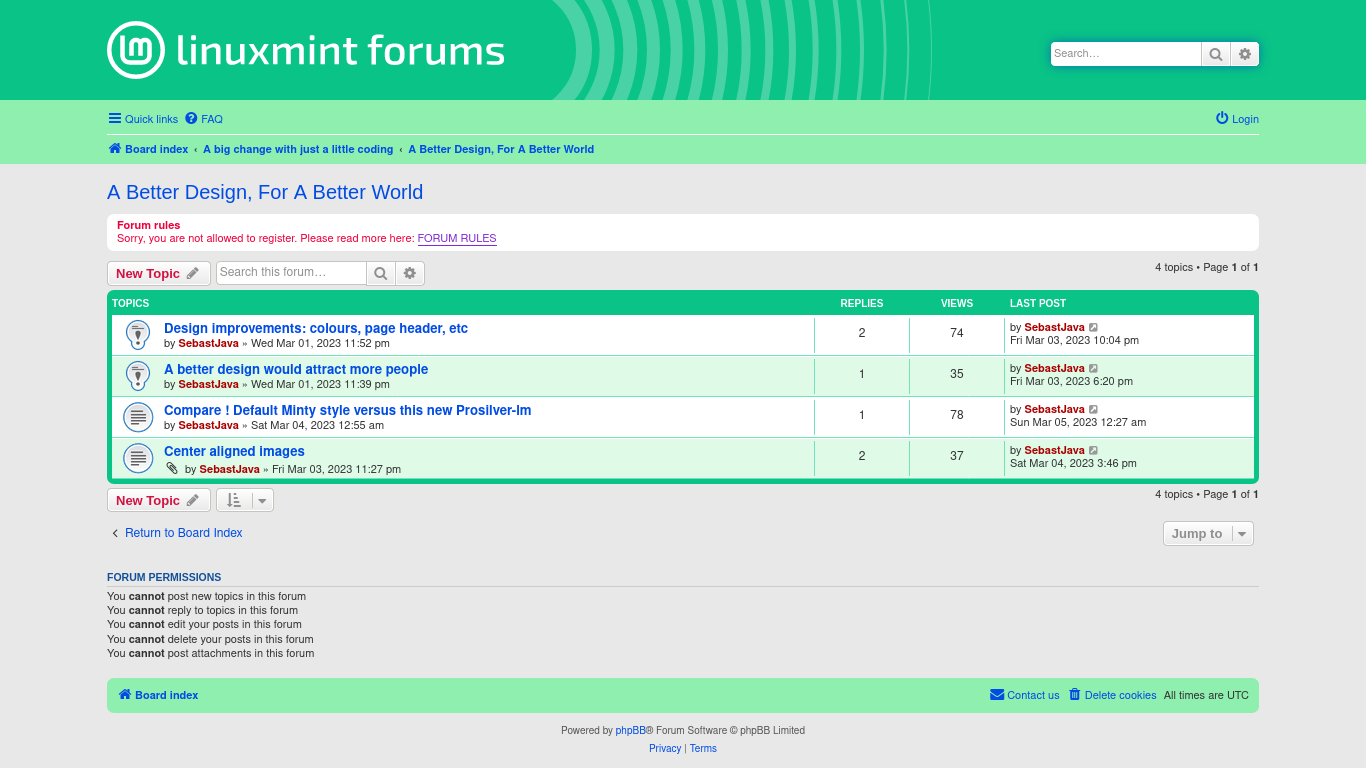 linuxmint forums
Search…
Quick links FAQ Login
Board index ‹ A big change with just a little coding ‹ A Better Design, For A Better World
A Better Design, For A Better World
Forum rules
Sorry, you are not allowed to register. Please read more here: FORUM RULES
New Topic Search this forum… 4 topics • Page 1 of 1
TOPICS REPLIES VIEWS LAST POST
Design improvements: colours, page header, etc 2 74 by SebastJava
by SebastJava » Wed Mar 01, 2023 11:52 pm Fri Mar 03, 2023 10:04 pm
A better design would attract more people 1 35 by SebastJava
by SebastJava » Wed Mar 01, 2023 11:39 pm Fri Mar 03, 2023 6:20 pm
Compare ! Default Minty style versus this new Prosilver-lm 1 78 by SebastJava
by SebastJava » Sat Mar 04, 2023 12:55 am Sun Mar 05, 2023 12:27 am
Center aligned images 2 37 by SebastJava
by SebastJava » Fri Mar 03, 2023 11:27 pm Sat Mar 04, 2023 3:46 pm
New Topic 4 topics • Page 1 of 1
Return to Board Index Jump to
FORUM PERMISSIONS
You cannot post new topics in this forum
You cannot reply to topics in this forum
You cannot edit your posts in this forum
You cannot delete your posts in this forum
You cannot post attachments in this forum
Board index Contact us Delete cookies All times are UTC
Powered by phpBB® Forum Software © phpBB Limited
Privacy | Terms